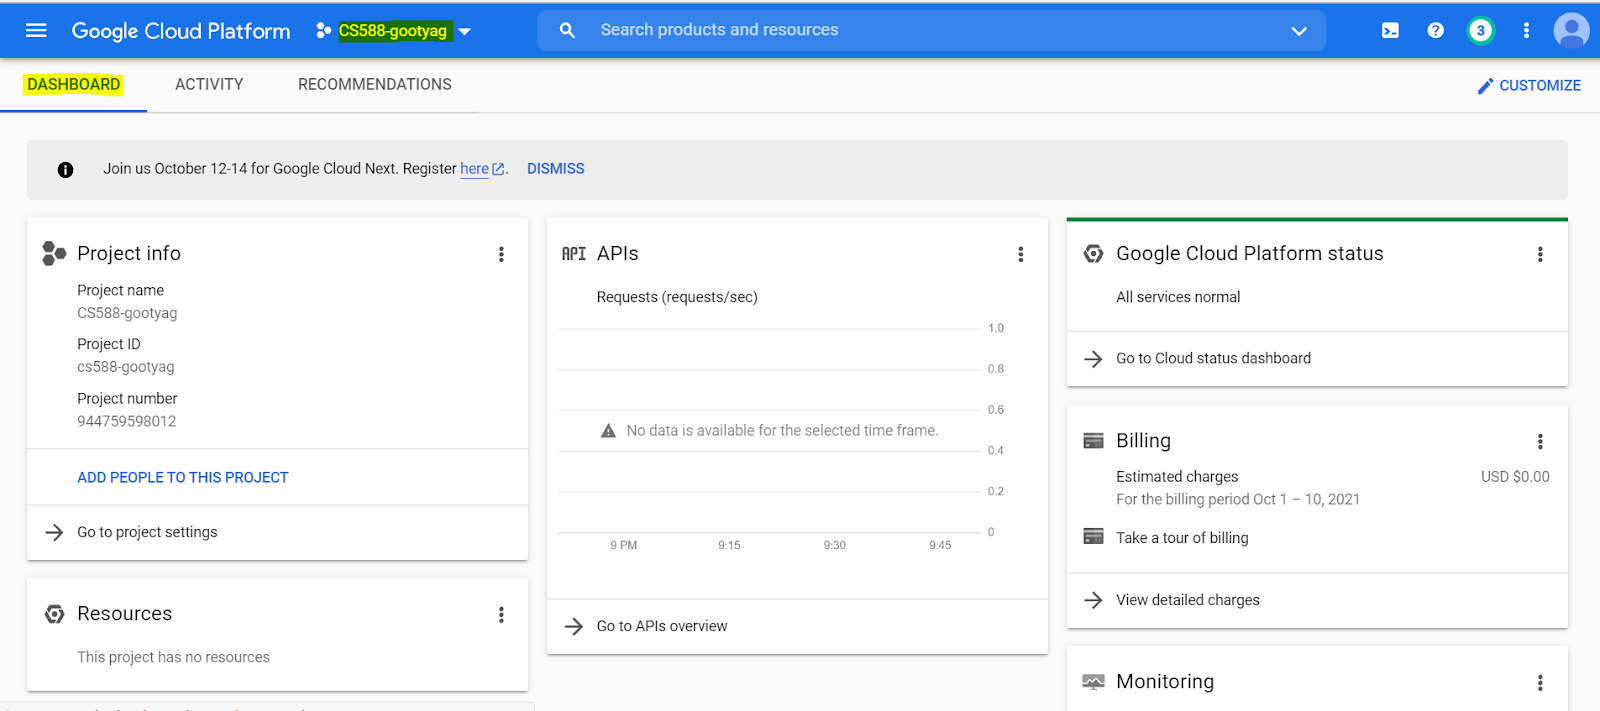 Google Cloud Platform CS588-gootyag Search products and resources 3
DASHBOARD ACTIVITY RECOMMENDATIONS CUSTOMIZE
Join us October 12-14 for Google Cloud Next. Register here. DISMISS
Project info
Project name
CS588-gootyag
Project ID
cs588-gootyag
Project number
944759598012
ADD PEOPLE TO THIS PROJECT
Go to project settings
Resources
This project has no resources
API APIs
Requests (requests/sec)
1.0
0.8
0.6
No data is available for the selected time frame.
0.4
0.2
0
9 PM 9:15 9:30 9:45
Go to APIs overview
Google Cloud Platform status
All services normal
Go to Cloud status dashboard
Billing
Estimated charges USD $0.00
For the billing period Oct 1 – 10, 2021
Take a tour of billing
View detailed charges
Monitoring